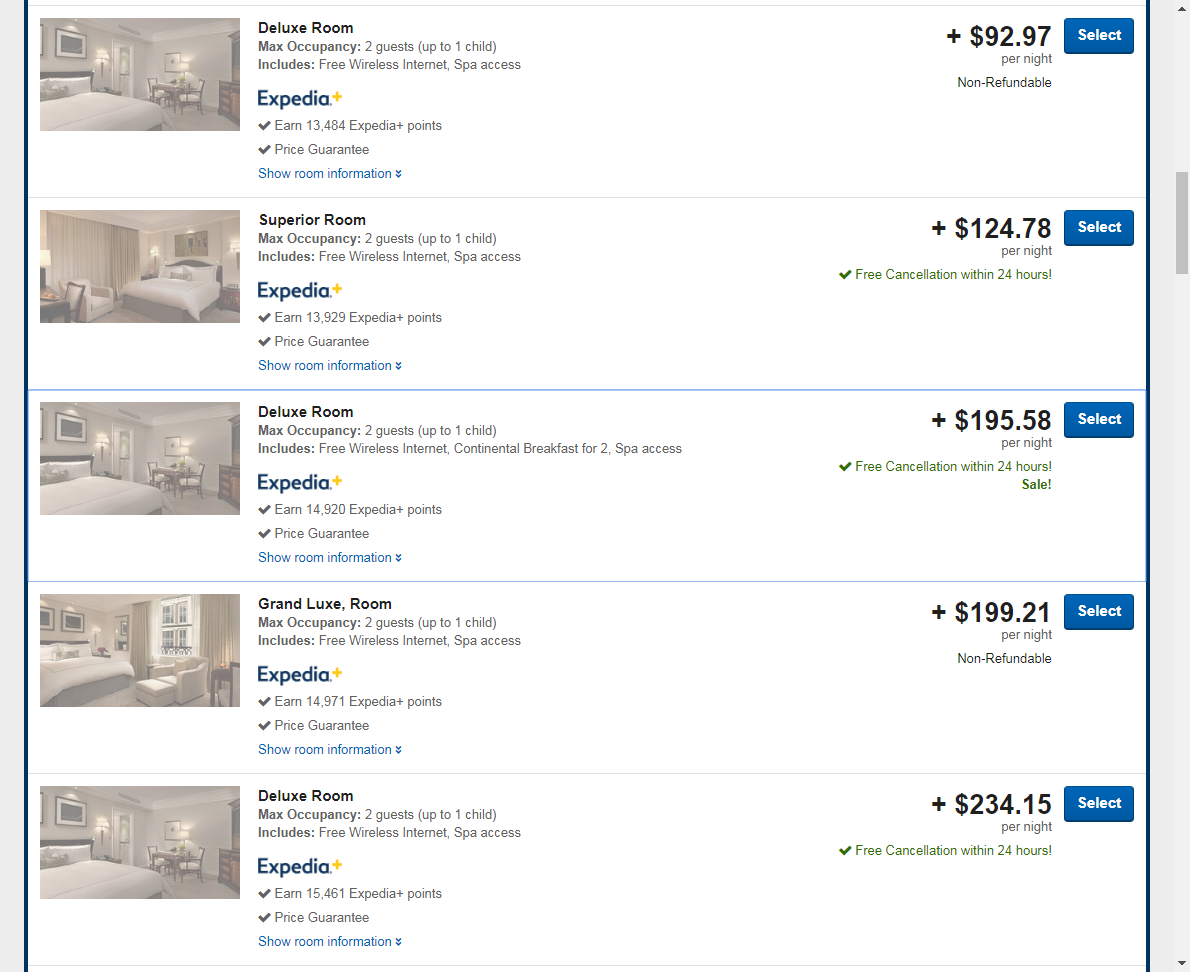 Deluxe Room
Max Occupancy: 2 guests (up to 1 child)
Includes: Free Wireless Internet, Spa access
Expedia+
Earn 13,484 Expedia+ points
Price Guarantee
Show room information
+ $92.97
per night
Non-Refundable
Select
Superior Room
Max Occupancy: 2 guests (up to 1 child)
Includes: Free Wireless Internet, Spa access
Expedia+
Earn 13,929 Expedia+ points
Price Guarantee
Show room information
+ $124.78
per night
Free Cancellation within 24 hours!
Select
Deluxe Room
Max Occupancy: 2 guests (up to 1 child)
Includes: Free Wireless Internet, Continental Breakfast for 2, Spa access
Expedia+
Earn 14,920 Expedia+ points
Price Guarantee
Show room information
+ $195.58
per night
Free Cancellation within 24 hours!
Sale!
Select
Grand Luxe, Room
Max Occupancy: 2 guests (up to 1 child)
Includes: Free Wireless Internet, Spa access
Expedia+
Earn 14,971 Expedia+ points
Price Guarantee
Show room information
+ $199.21
per night
Non-Refundable
Select
Deluxe Room
Max Occupancy: 2 guests (up to 1 child)
Includes: Free Wireless Internet, Spa access
Expedia+
Earn 15,461 Expedia+ points
Price Guarantee
Show room information
+ $234.15
per night
Free Cancellation within 24 hours!
Select